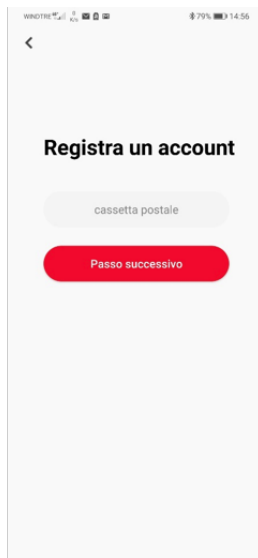 WINDTRE 79% 14:56
Registra un account
cassetta postale
Passo successivo